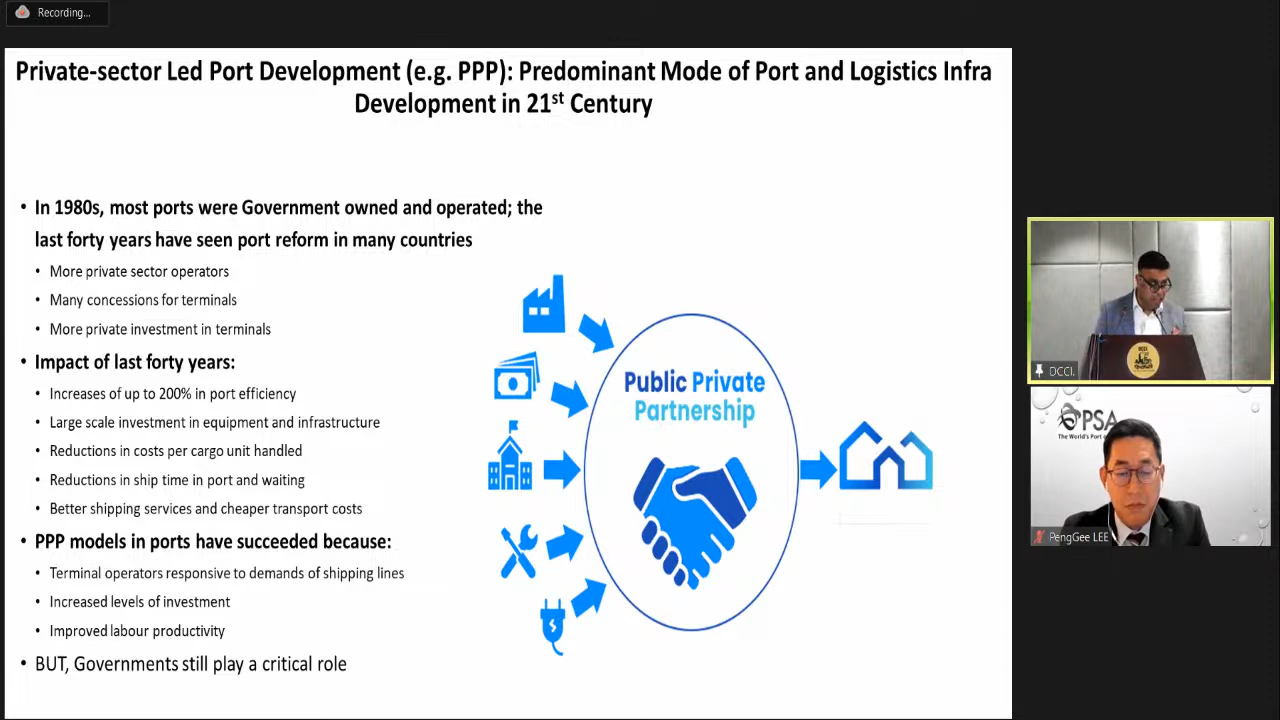 Recording...
Private-sector Led Port Development (e.g. PPP): Predominant Mode of Port and Logistics Infra
Development in 21st Century
• In 1980s, most ports were Government owned and operated; the
last forty years have seen port reform in many countries
• More private sector operators
• Many concessions for terminals
• More private investment in terminals
• Impact of last forty years:
• Increases of up to 200% in port efficiency
• Large scale investment in equipment and infrastructure
• Reductions in costs per cargo unit handled
• Reductions in ship time in port and waiting
• Better shipping services and cheaper transport costs
• PPP models in ports have succeeded because:
• Terminal operators responsive to demands of shipping lines
• Increased levels of investment
• Improved labour productivity
• BUT, Governments still play a critical role
Public Private
Partnership
DCCI.
PSA
The World's Port of
PengGee LEE